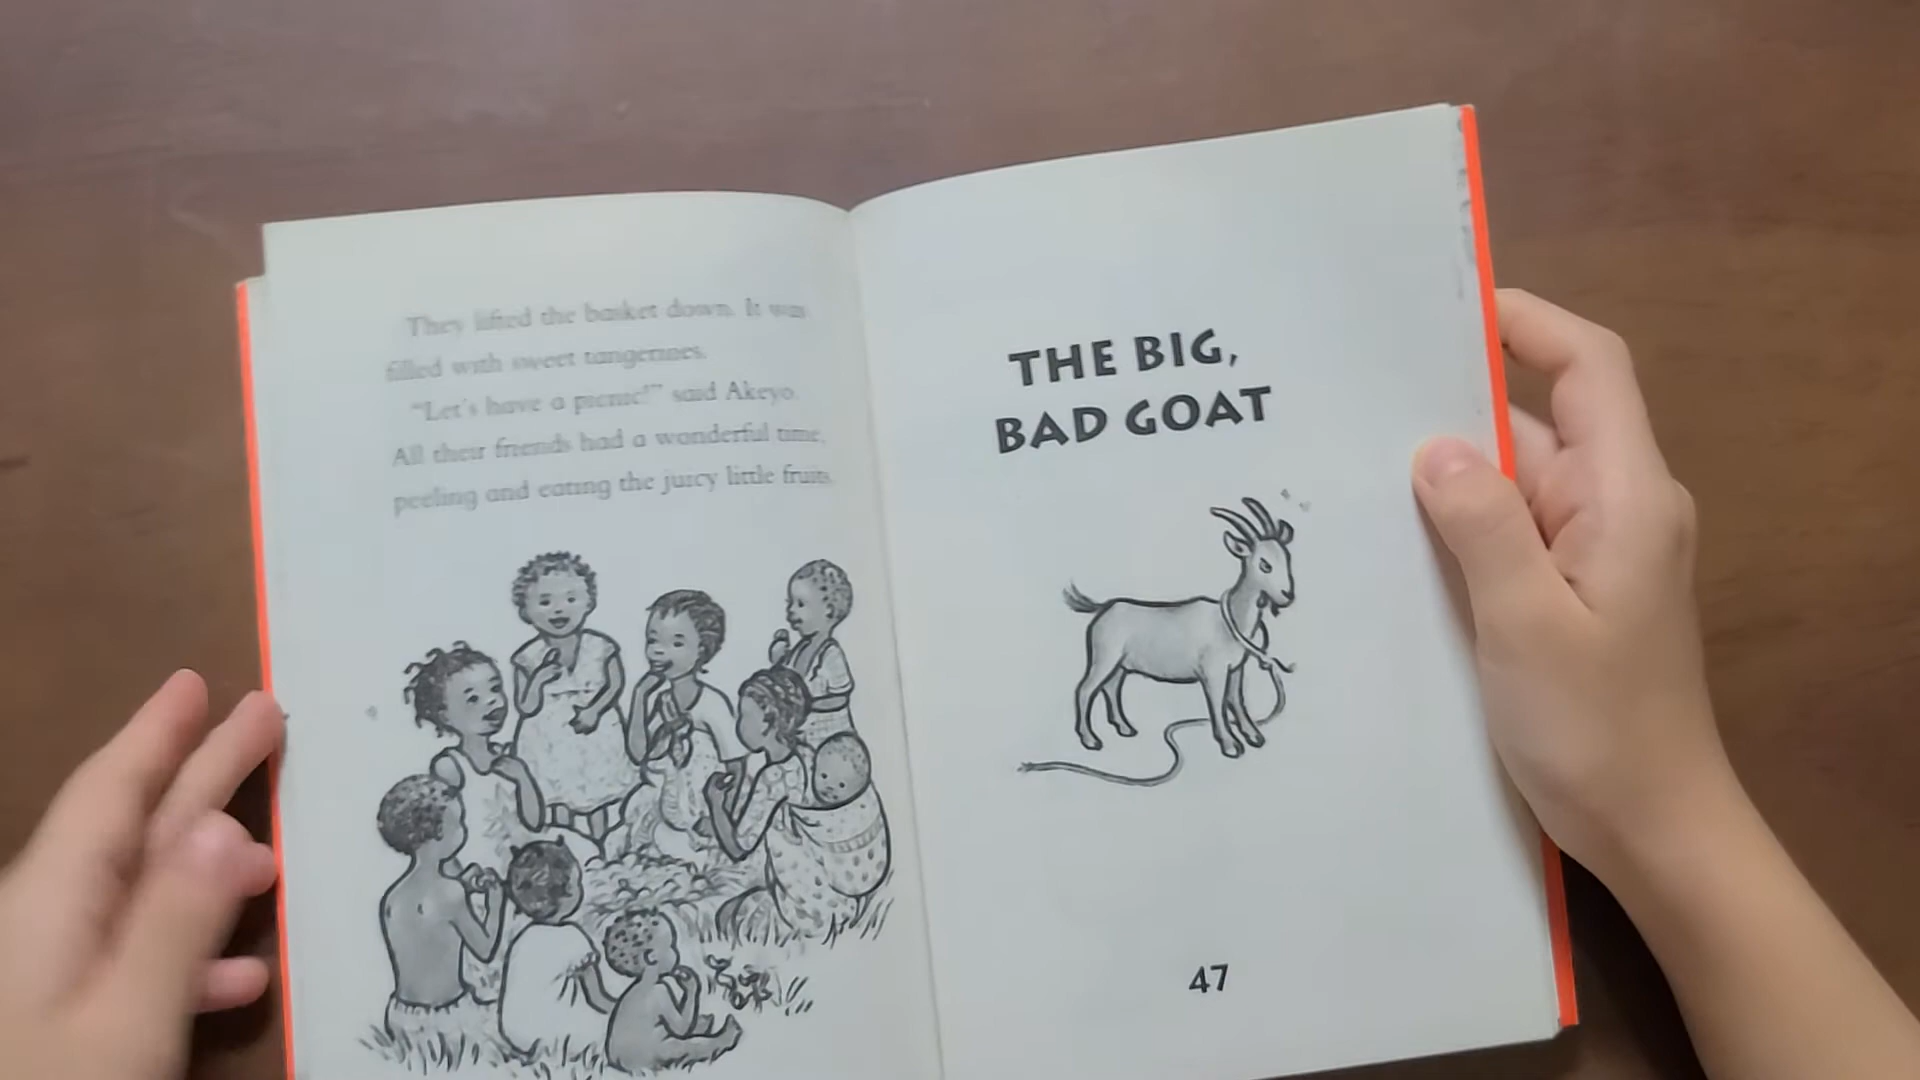 They lifted the basket down. It was
filled with sweet tangerines.
"Let's have a picnic!" said Akeyo.
All their friends had a wonderful time,
peeling and eating the juicy little fruits.
THE BIG,
BAD GOAT
47